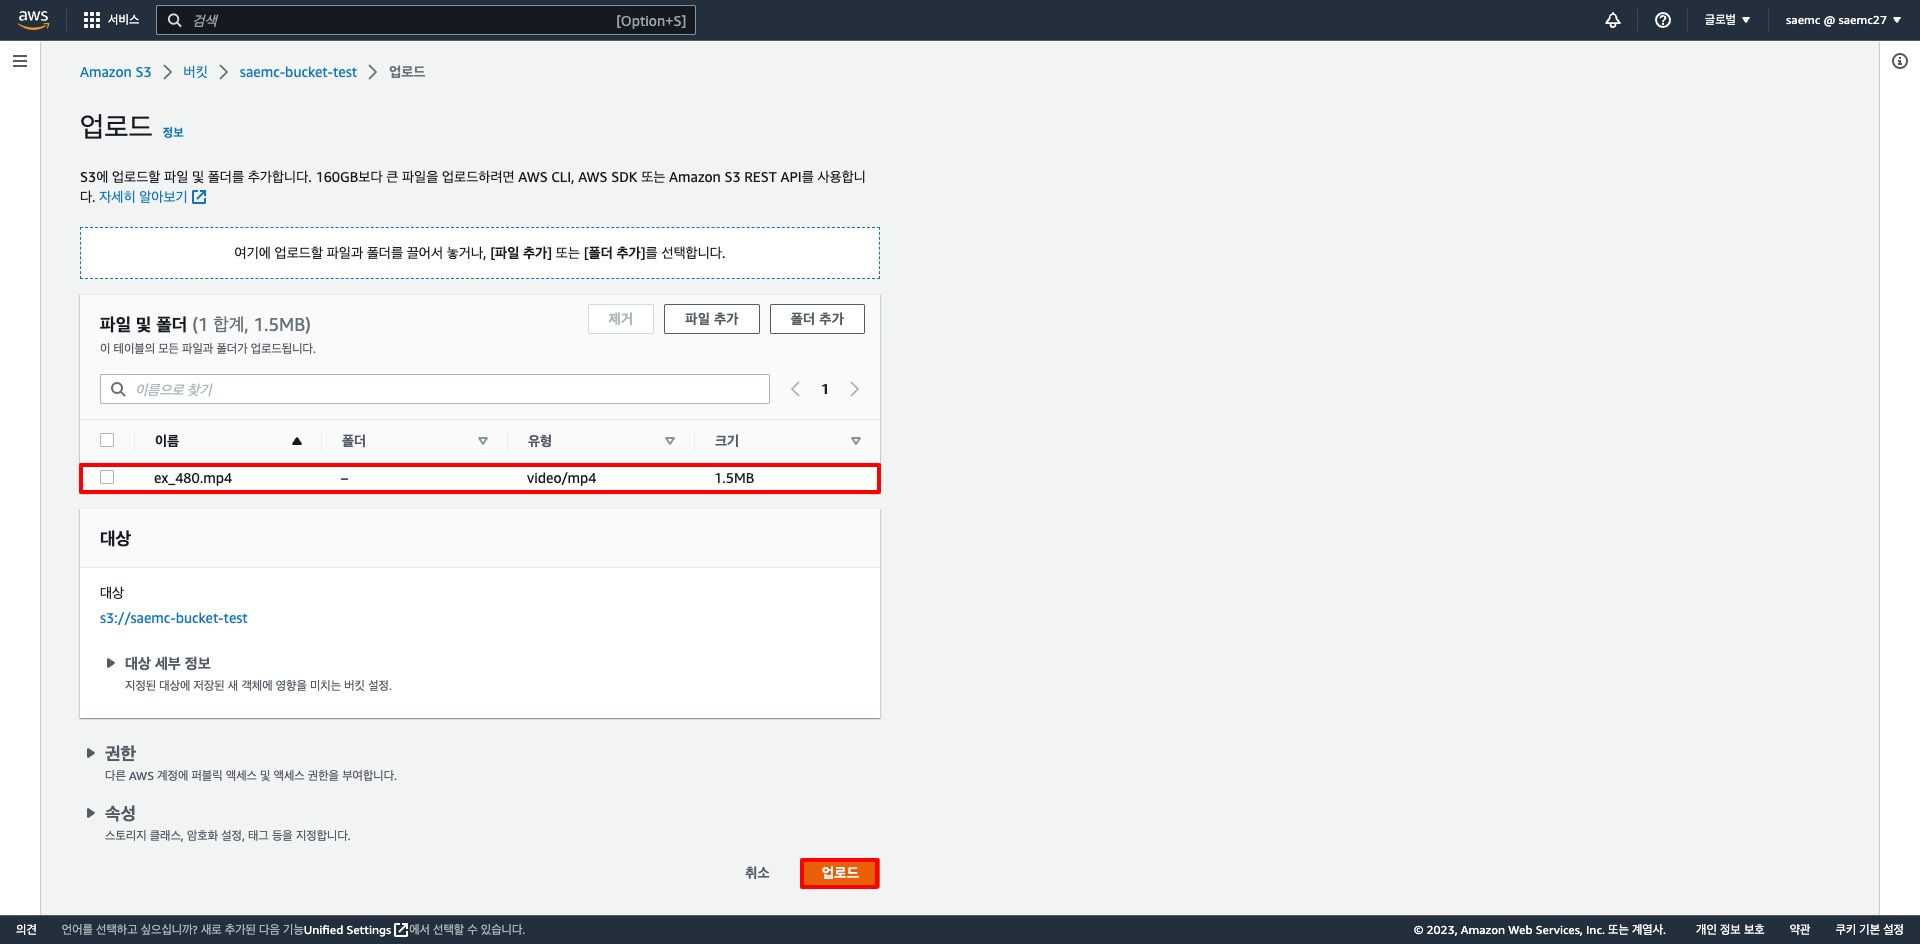 aws
서비스
검색
[Option+S]
글로벌
saemc @ saemc27
Amazon S3
버킷
saemc-bucket-test
업로드
업로드
정보
S3에 업로드할 파일 및 폴더를 추가합니다. 160GB보다 큰 파일을 업로드하려면 AWS CLI, AWS SDK 또는 Amazon S3 REST API를 사용합니
다. 자세히 알아보기
여기에 업로드할 파일과 폴더를 끌어서 놓거나, [파일 추가] 또는 [폴더 추가]를 선택합니다.
파일 및 폴더 (1 합계, 1.5MB)
제거
파일 추가
폴더 추가
이 테이블의 모든 파일과 폴더가 업로드됩니다.
이름으로 찾기
1
이름
폴더
유형
크기
ex_480.mp4
–
video/mp4
1.5MB
대상
대상
s3://saemc-bucket-test
대상 세부 정보
지정된 대상에 저장된 새 객체에 영향을 미치는 버킷 설정.
권한
다른 AWS 계정에 퍼블릭 액세스 및 액세스 권한을 부여합니다.
속성
스토리지 클래스, 암호화 설정, 태그 등을 지정합니다.
취소
업로드
의견
언어를 선택하고 싶으십니까? 새로 추가된 다음 기능Unified Settings에서 선택할 수 있습니다.
© 2023, Amazon Web Services, Inc. 또는 계열사.
개인 정보 보호
약관
쿠키 기본 설정